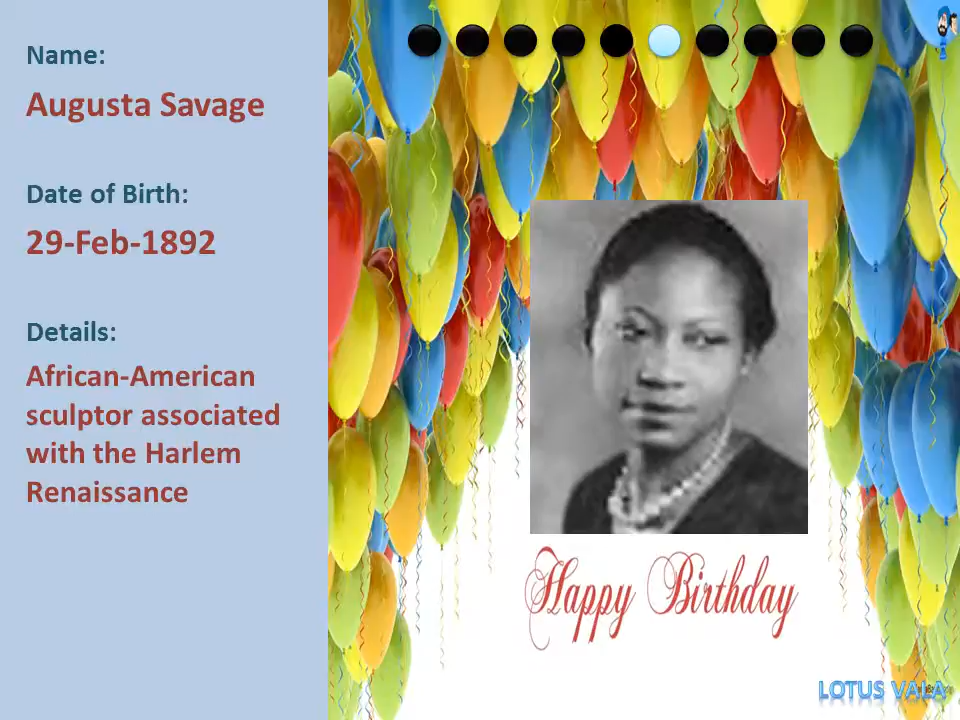 Name:
Augusta Savage
Date of Birth:
29-Feb-1892
Details:
African-American
sculptor associated
with the Harlem
Renaissance
Happy Birthday
LOTUS VALA